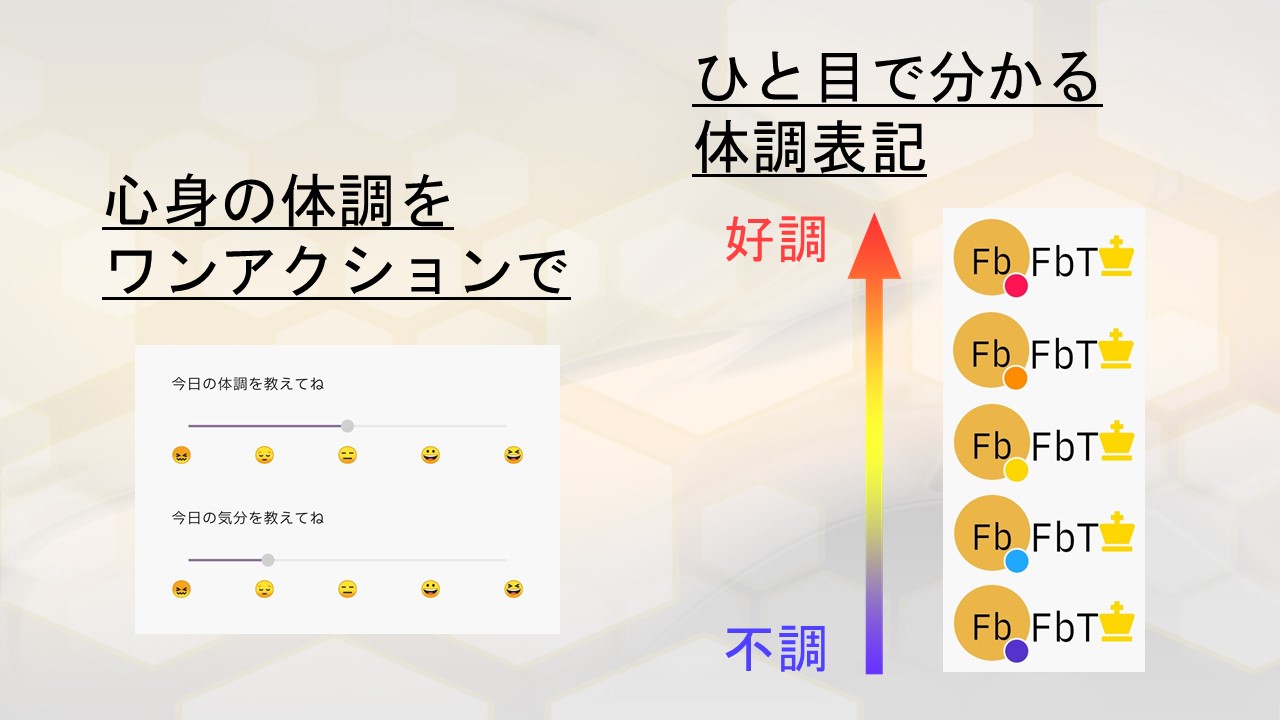 心身の体調を
ワンアクションで
今日の体調を教えてね
今日の気分を教えてね
ひと目で分かる
体調表記
好調
不調
Fb FbT
Fb FbT
Fb FbT
Fb FbT
Fb FbT